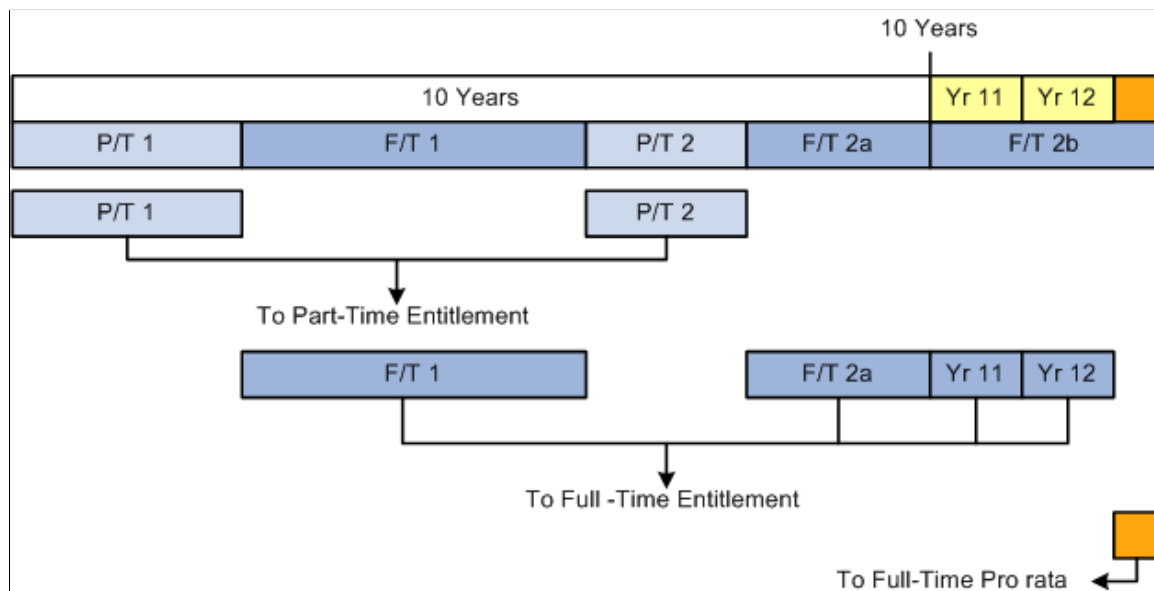 10 Years
10 Years Yr 11 Yr 12
P/T 1 F/T 1 P/T 2 F/T 2a F/T 2b
P/T 1 P/T 2
To Part-Time Entitlement
F/T 1 F/T 2a Yr 11 Yr 12
To Full -Time Entitlement
To Full-Time Pro rata